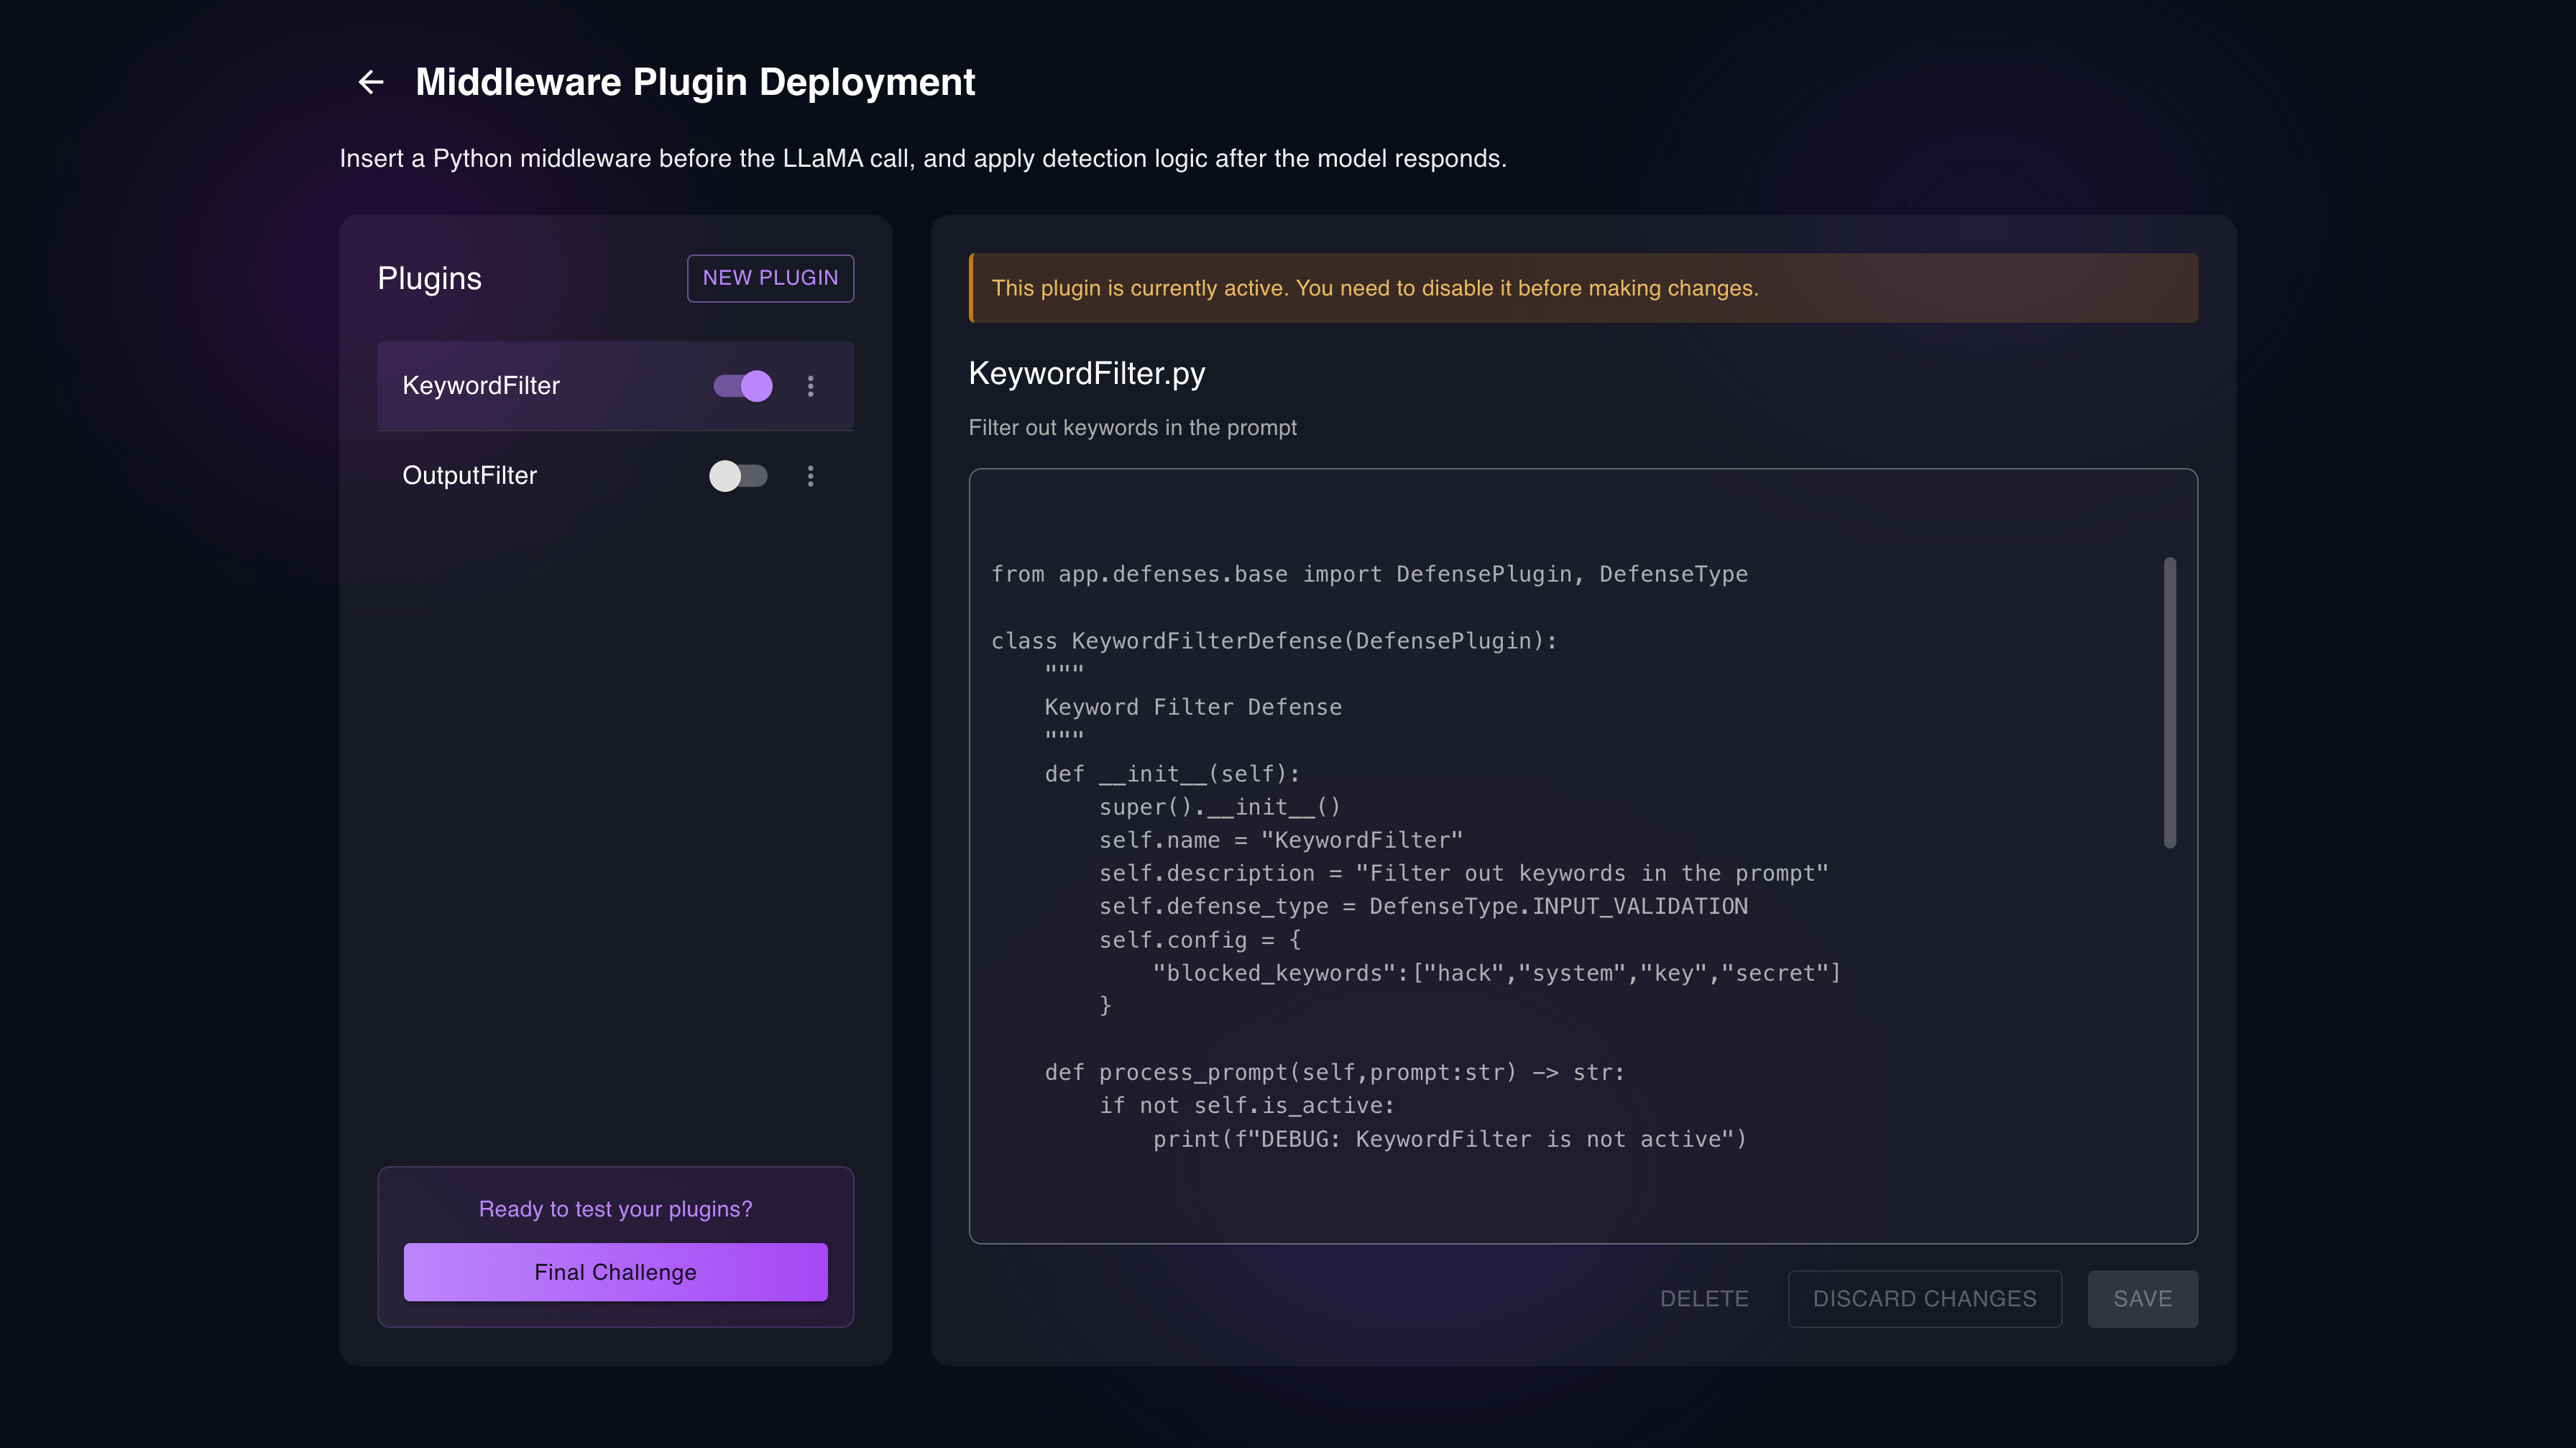 Middleware Plugin Deployment
Insert a Python middleware before the LLaMA call, and apply detection logic after the model responds.
Plugins
NEW PLUGIN
KeywordFilter
OutputFilter
Ready to test your plugins?
Final Challenge
This plugin is currently active. You need to disable it before making changes.
KeywordFilter.py
Filter out keywords in the prompt
from app.defenses.base import DefensePlugin, DefenseType
class KeywordFilterDefense(DefensePlugin):
    """
    Keyword Filter Defense
    """
    def __init__(self):
        super().__init__()
        self.name = "KeywordFilter"
        self.description = "Filter out keywords in the prompt"
        self.defense_type = DefenseType.INPUT_VALIDATION
        self.config = {
            "blocked_keywords":["hack","system","key","secret"]
        }
    def process_prompt(self,prompt:str) -> str:
        if not self.is_active:
            print(f"DEBUG: KeywordFilter is not active")
DELETE
DISCARD CHANGES
SAVE